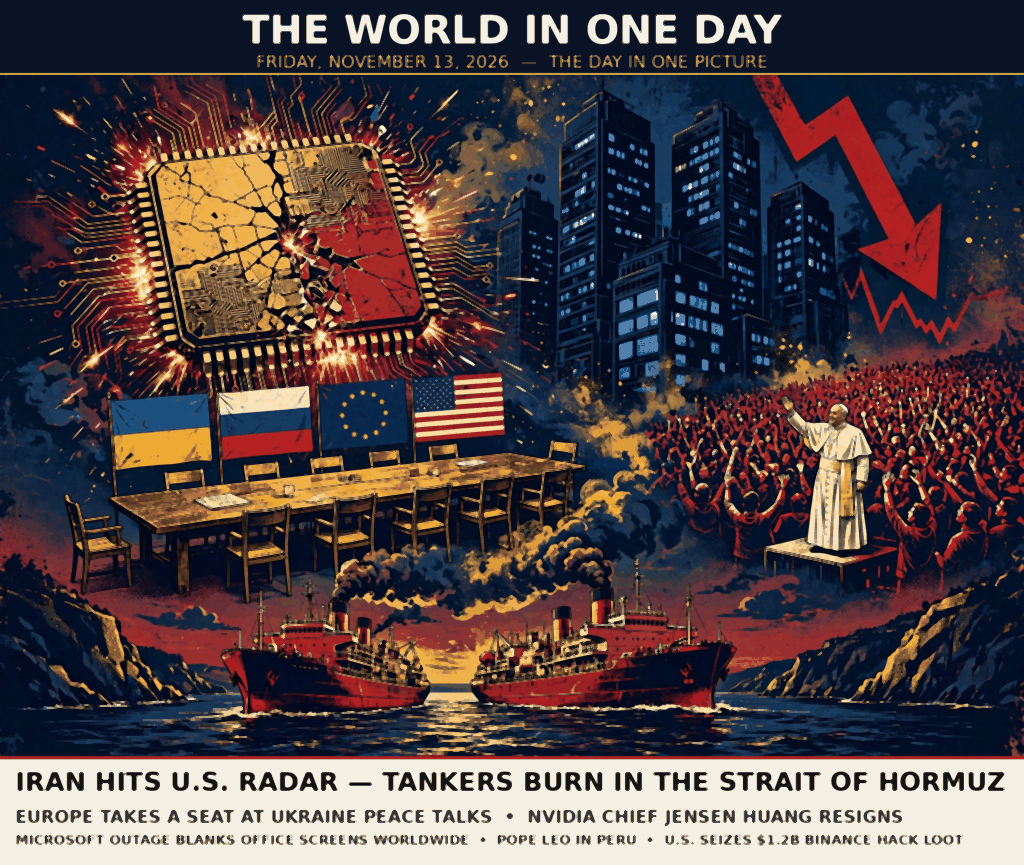 THE WORLD IN ONE DAY
FRIDAY, NOVEMBER 13, 2026 — THE DAY IN ONE PICTURE
IRAN HITS U.S. RADAR — TANKERS BURN IN THE STRAIT OF HORMUZ
EUROPE TAKES A SEAT AT UKRAINE PEACE TALKS • NVIDIA CHIEF JENSEN HUANG RESIGNS
MICROSOFT OUTAGE BLANKS OFFICE SCREENS WORLDWIDE • POPE LEO IN PERU • U.S. SEIZES $1.2B BINANCE HACK LOOT